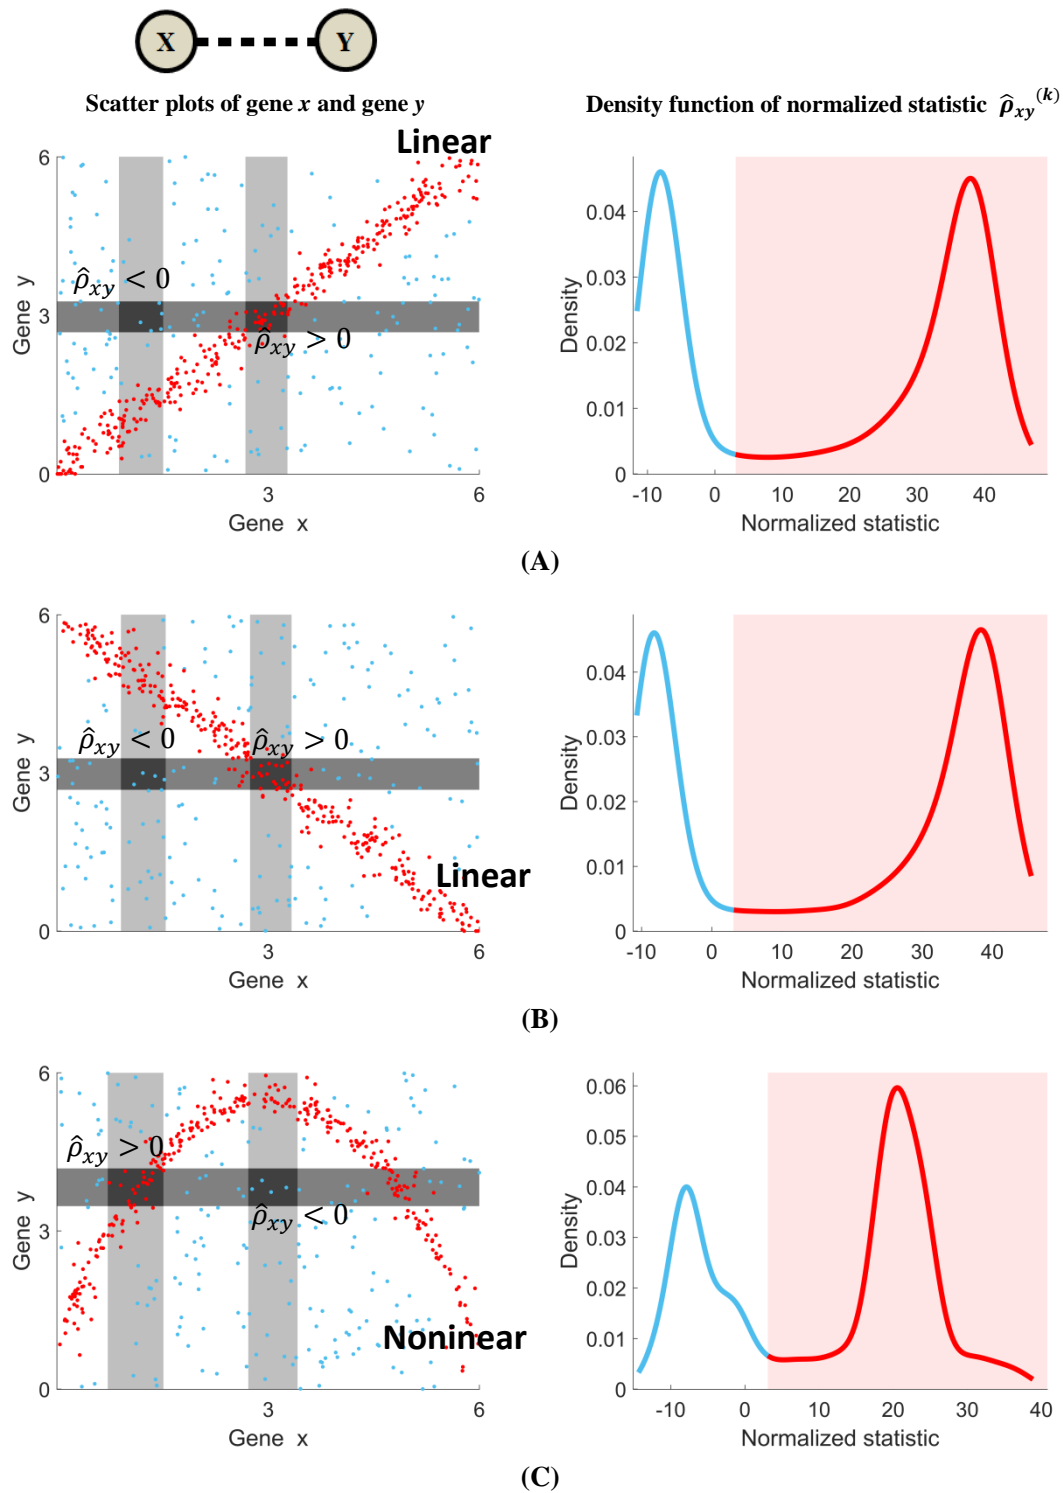 X Y
Scatter plots of gene x and gene y
Density function of normalized statistic ρ̂xy(k)
Linear
6
ρ̂xy < 0
3
ρ̂xy > 0
Gene y
0
3 6
Gene x
0.04
0.03
0.02
0.01
0
Density
-10 0 10 20 30 40
Normalized statistic
(A)
6
ρ̂xy < 0 ρ̂xy > 0
3
Gene y
Linear
0
3 6
Gene x
0.04
0.03
0.02
0.01
0
Density
-10 0 10 20 30 40
Normalized statistic
(B)
6
ρ̂xy > 0
ρ̂xy < 0
3
Gene y
Noninear
0
3 6
Gene x
0.06
0.05
0.04
0.03
0.02
0.01
0
Density
-10 0 10 20 30 40
Normalized statistic
(C)